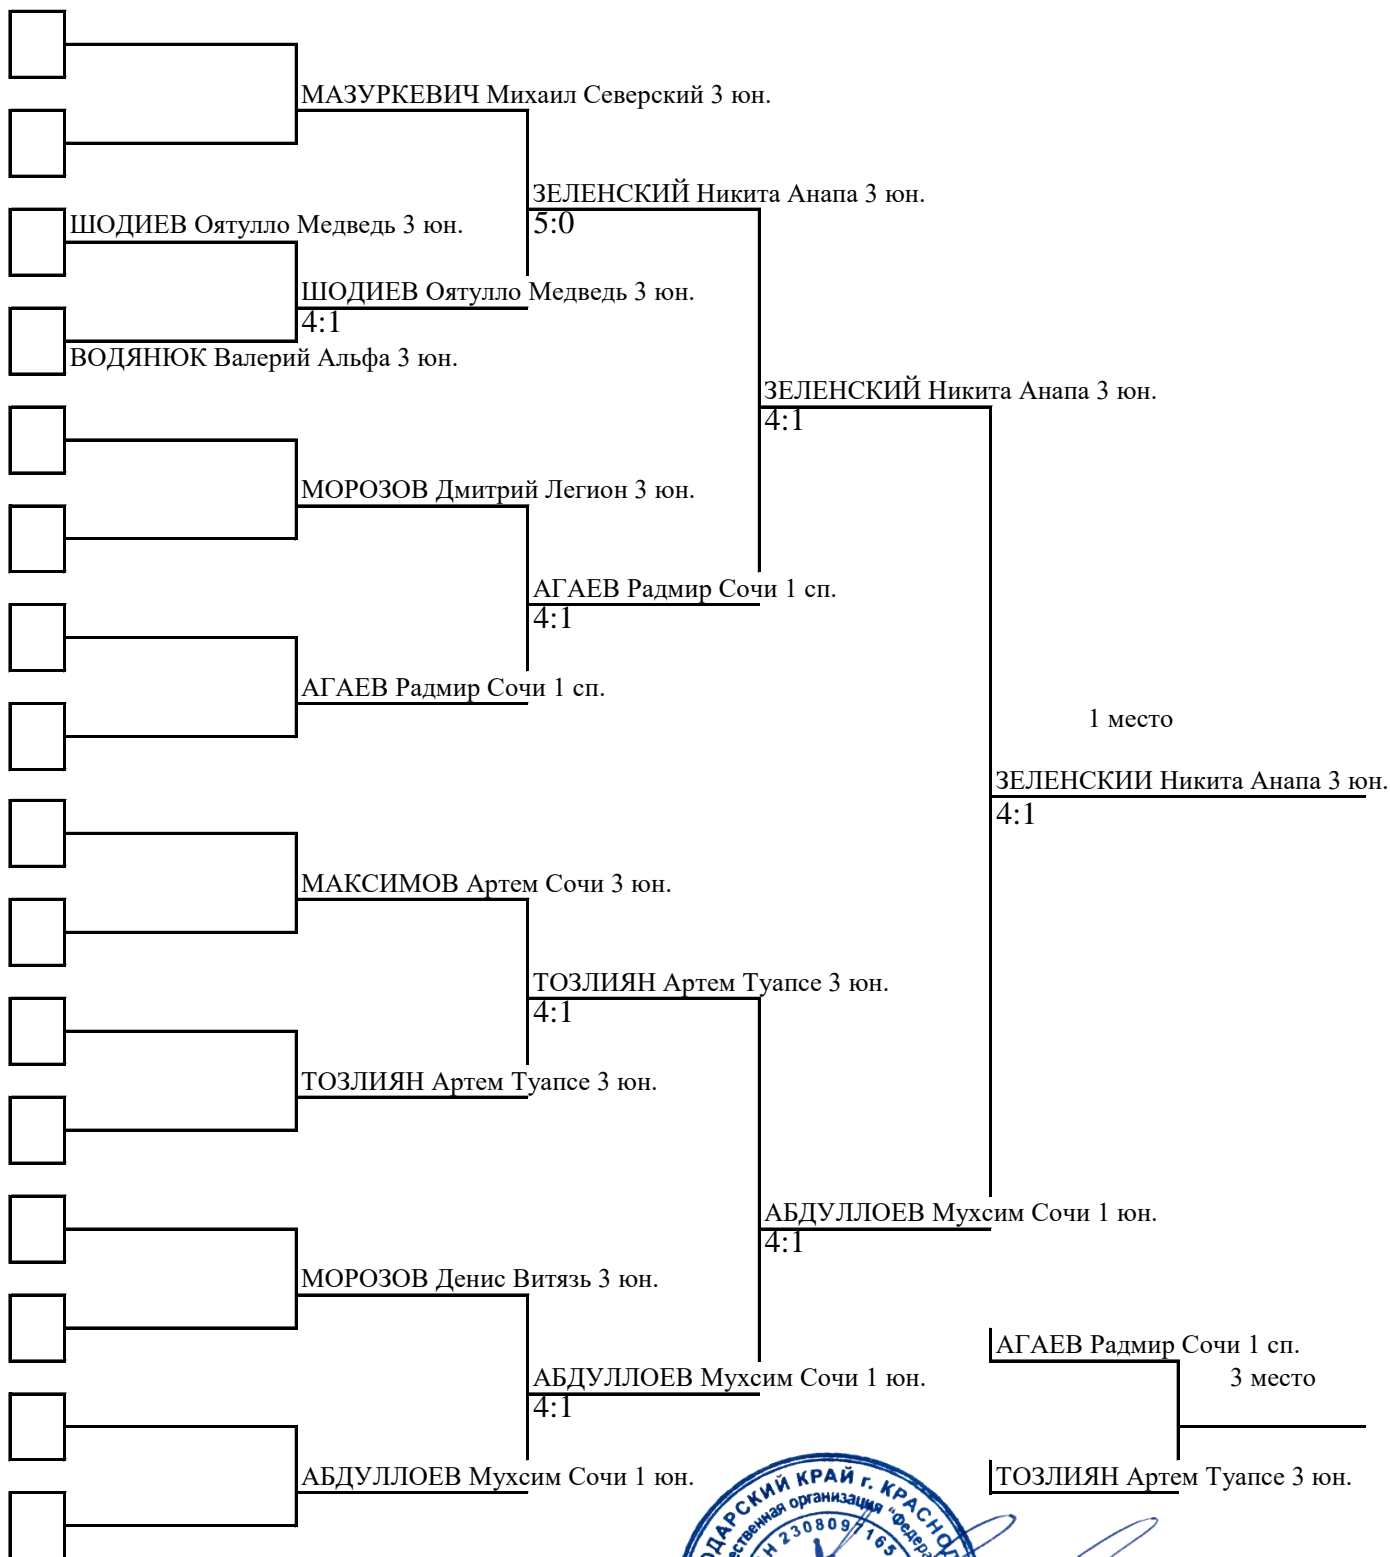 МАЗУРКЕВИЧ Михаил Северский 3 юн.
ЗЕЛЕНСКИЙ Никита Анапа 3 юн.
5:0
ШОДИЕВ Оятулло Медведь 3 юн.
ШОДИЕВ Оятулло Медведь 3 юн.
4:1
ВОДЯНЮК Валерий Альфа 3 юн.
ЗЕЛЕНСКИЙ Никита Анапа 3 юн.
4:1
МОРОЗОВ Дмитрий Легион 3 юн.
АГАЕВ Радмир Сочи 1 сп.
4:1
АГАЕВ Радмир Сочи 1 сп.
1 место
ЗЕЛЕНСКИИ Никита Анапа 3 юн.
4:1
МАКСИМОВ Артем Сочи 3 юн.
ТОЗЛИЯН Артем Туапсе 3 юн.
4:1
ТОЗЛИЯН Артем Туапсе 3 юн.
АБДУЛЛОЕВ Мухсим Сочи 1 юн.
4:1
МОРОЗОВ Денис Витязь 3 юн.
АГАЕВ Радмир Сочи 1 сп.
3 место
АБДУЛЛОЕВ Мухсим Сочи 1 юн.
4:1
АБДУЛЛОЕВ Мухсим Сочи 1 юн.
ТОЗЛИЯН Артем Туапсе 3 юн.
КРАЙ г.
организация
2308097165